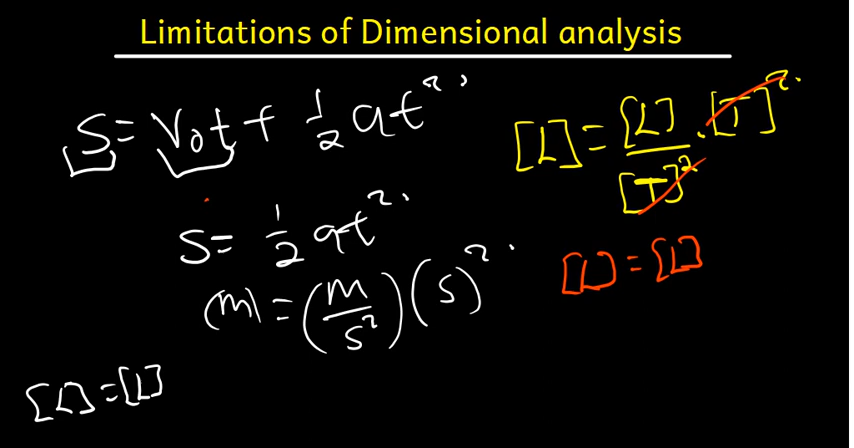 Limitations of Dimensional analysis
S = V₀t + 1/2 at²
[L] = [L]/[T]² · [T]²
S = 1/2 at²
[L] = [L]
(m) = (m/s²)(s)²
[L] = [L]